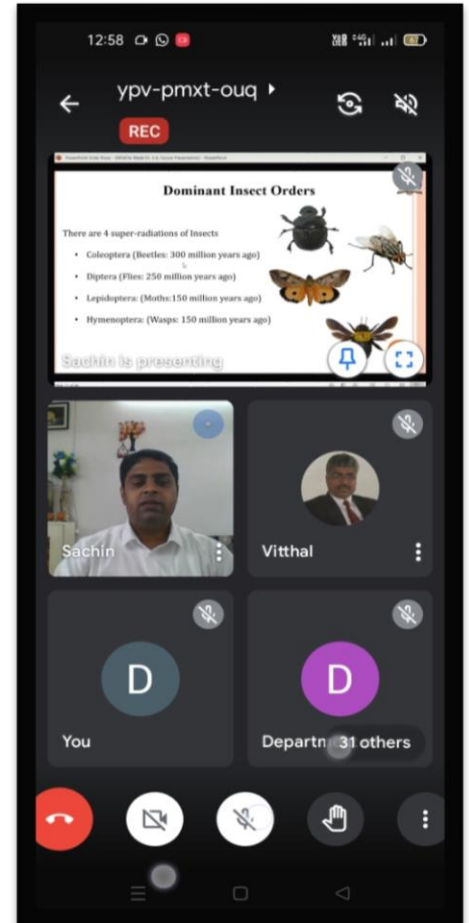 12:58
ypv-pmxt-ouq
REC
Dominant Insect Orders
There are 4 super-radiations of Insects
• Coleoptera (Beetles: 300 million years ago)
• Diptera (Flies: 250 million years ago)
• Lepidoptera: (Moths:150 million years ago)
• Hymenoptera: (Wasps: 150 million years ago)
Sachin is presenting
Sachin
Vitthal
D
D
You
Departm 31 others